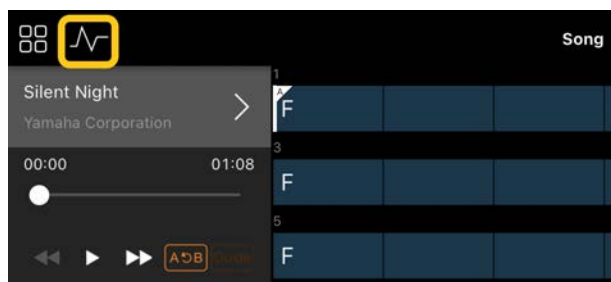 Song
Silent Night
Yamaha Corporation
00:00 01:08
A B
1
A
F
3
F
5
F